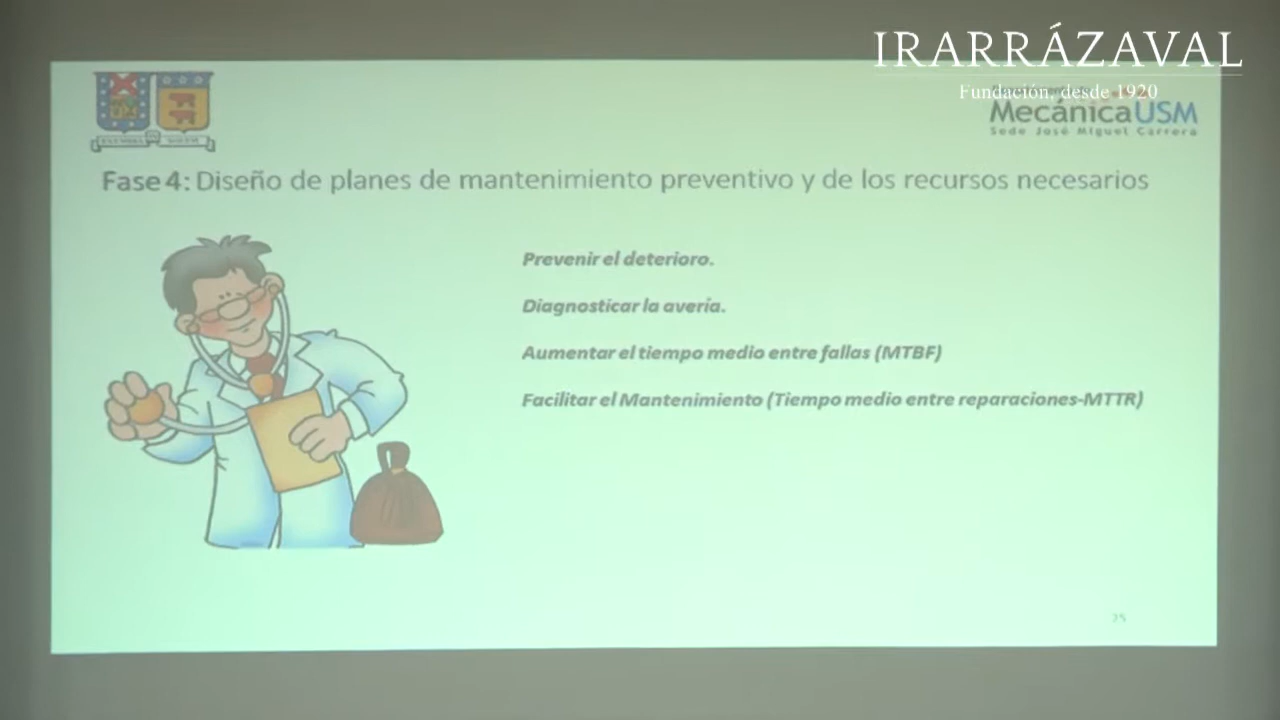 IRARRÁZAVAL
Fundación, desde 1920
MecánicaUSM
Sede José Miguel Carrera
Fase 4: Diseño de planes de mantenimiento preventivo y de los recursos necesarios
Prevenir el deterioro.
Diagnosticar la avería.
Aumentar el tiempo medio entre fallas (MTBF)
Facilitar el Mantenimiento (Tiempo medio entre reparaciones-MTTR)
25